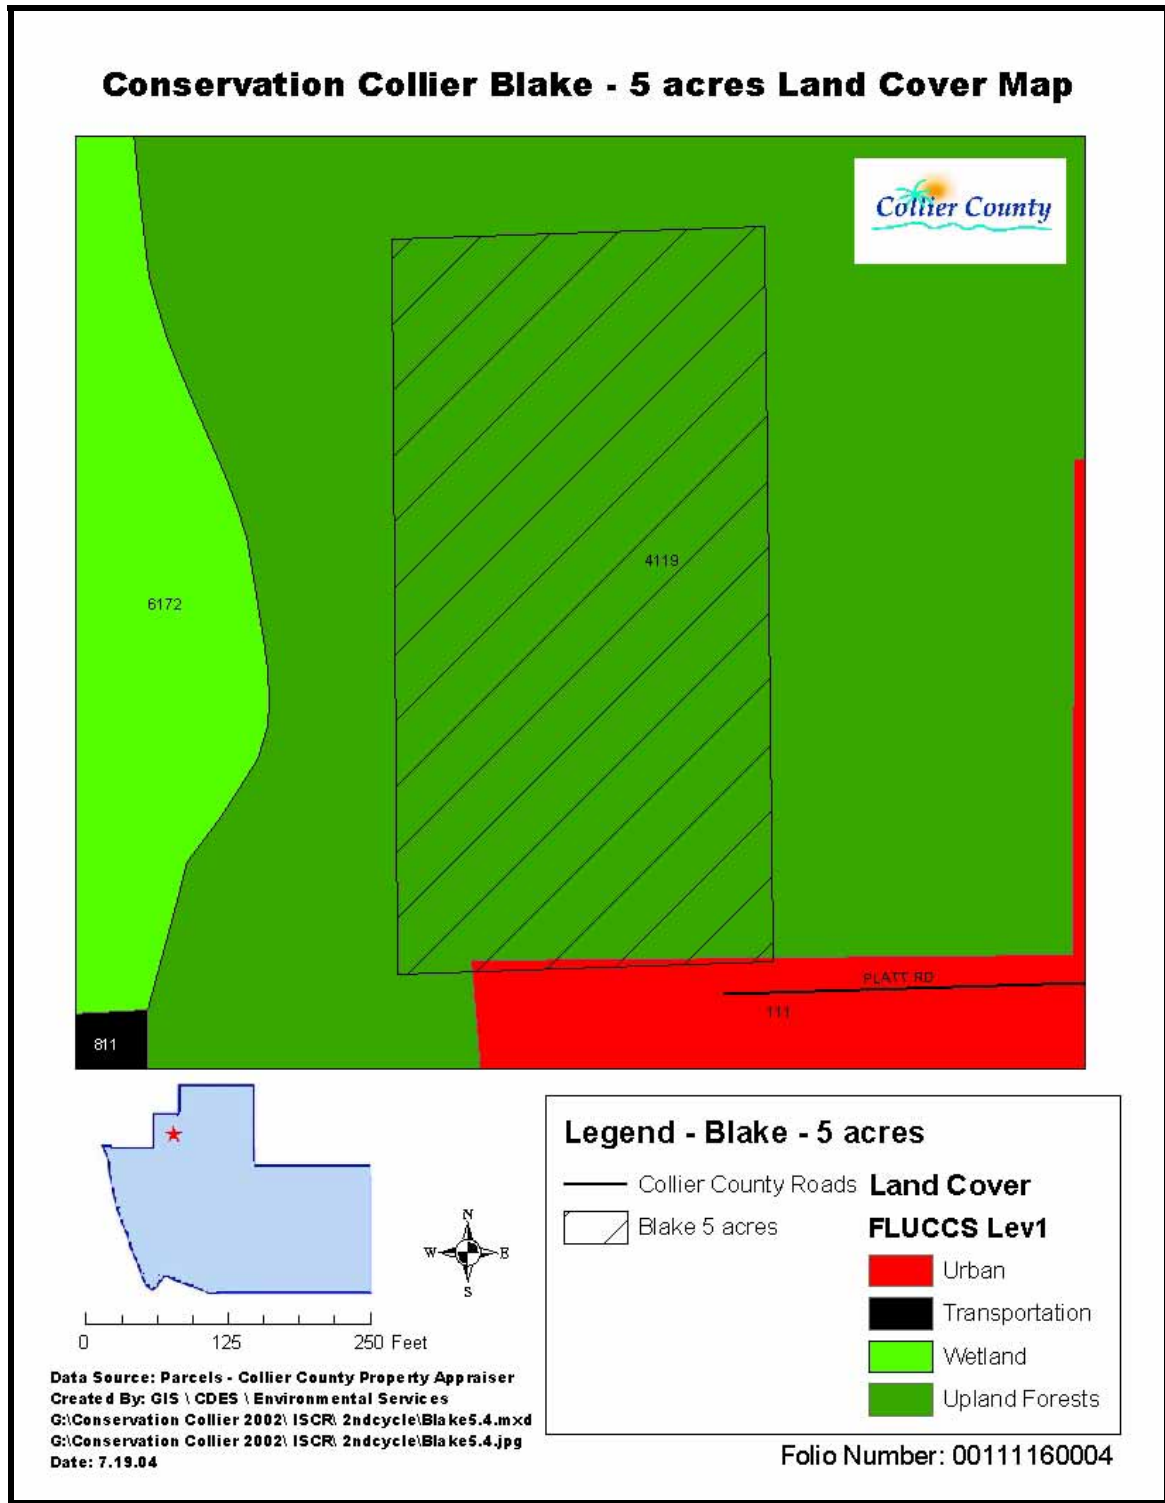 Conservation Collier Blake - 5 acres Land Cover Map
Collier County
4119
6172
PLATT RD
111
811
N
W E
S
0 125 250 Feet
Legend - Blake - 5 acres
Collier County Roads
Blake 5 acres
Land Cover
FLUCCS Lev1
Urban
Transportation
Wetland
Upland Forests
Data Source: Parcels - Collier County Property Appraiser
Created By: GIS \ CDES \ Environmental Services
G:\Conservation Collier 2002\ ISCR\ 2ndcycle\Blake5.4.mxd
G:\Conservation Collier 2002\ ISCR\ 2ndcycle\Blake5.4.jpg
Date: 7.19.04
Folio Number: 00111160004